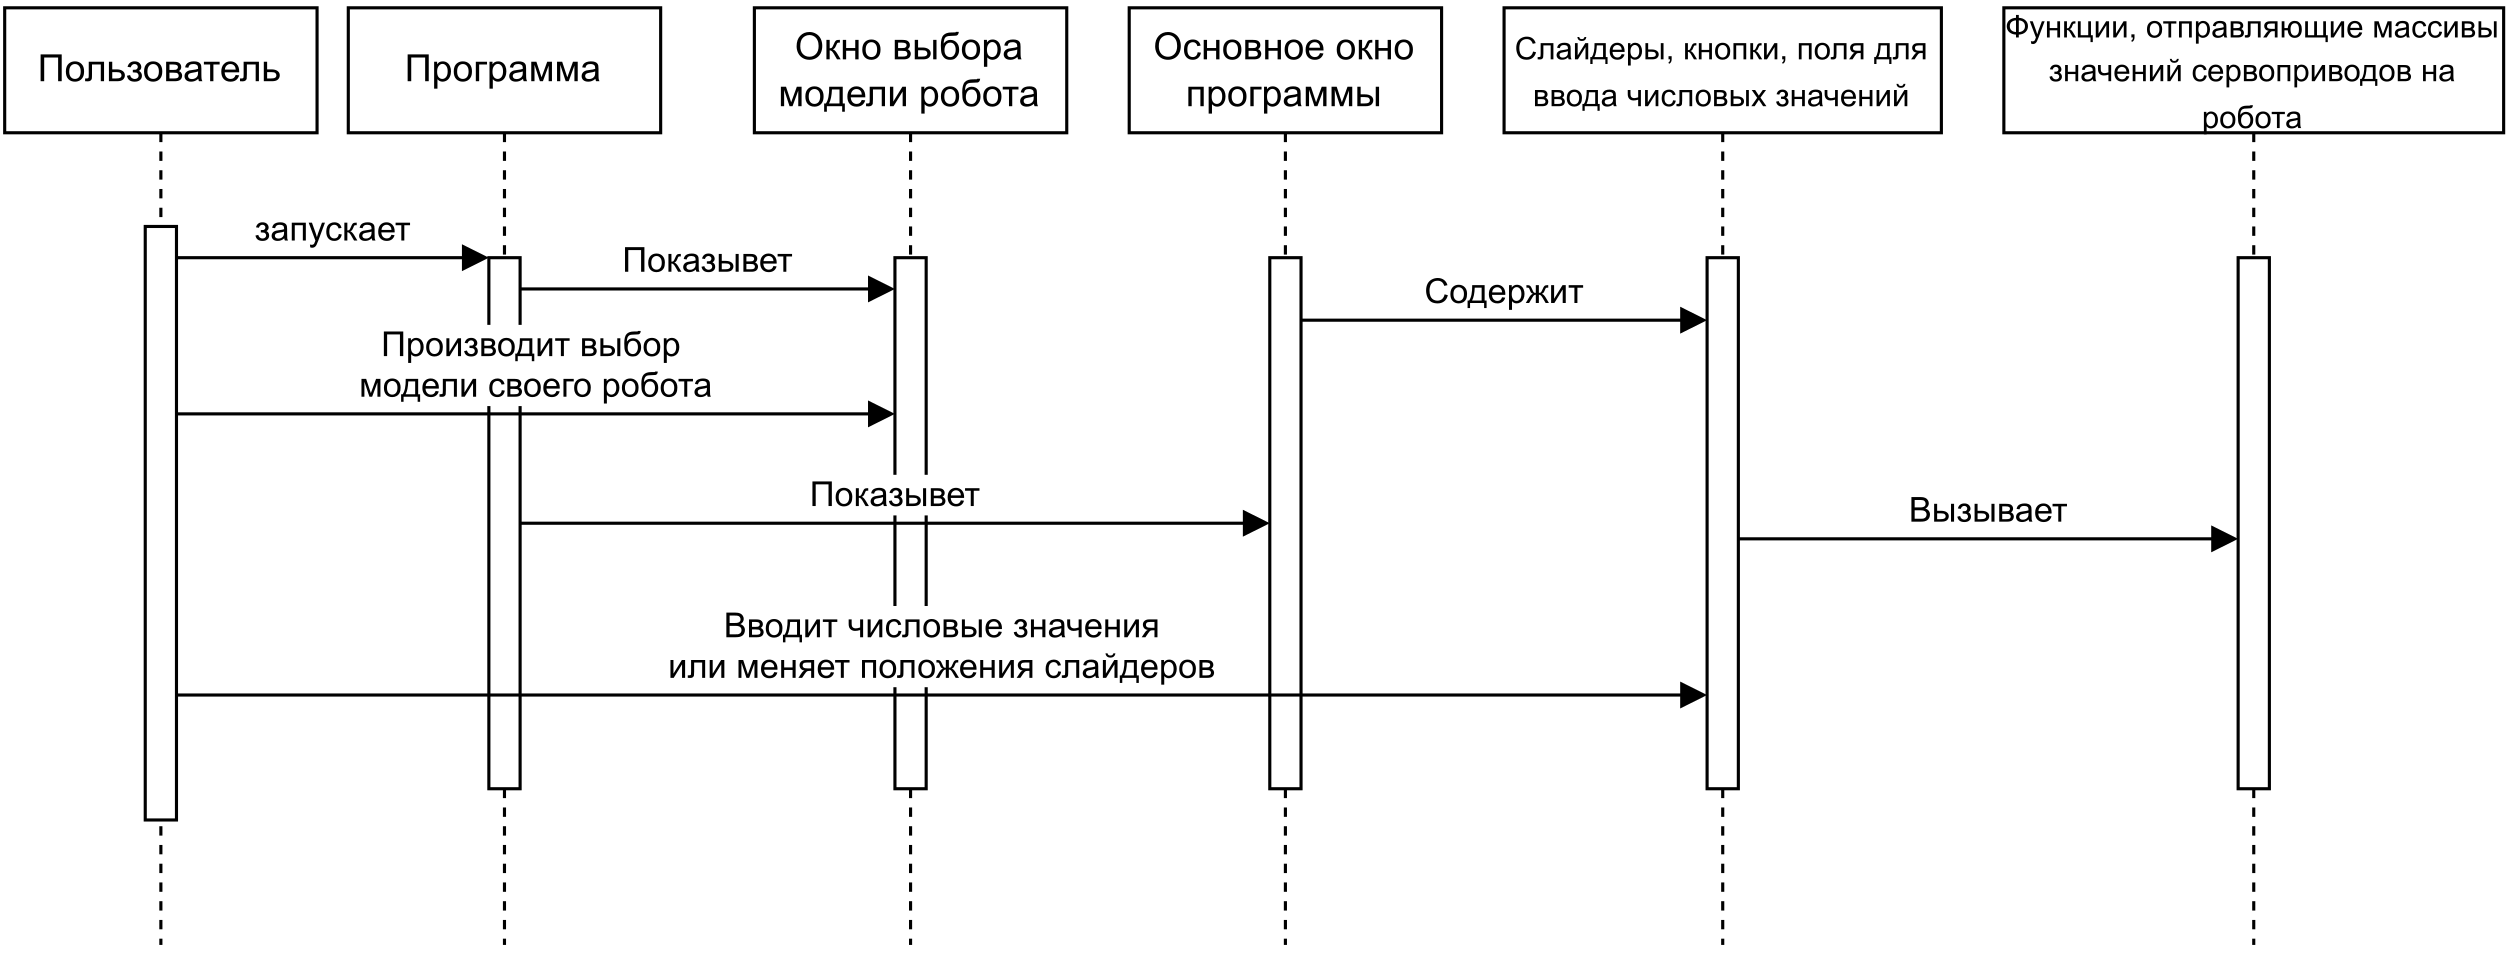 Пользователь
Программа
Окно выбора
модели робота
Основное окно
программы
Слайдеры, кнопки, поля для
ввода числовых значений
Функции, отправляющие массивы
значений сервоприводов на
робота
запускает
Показывет
Содержит
Производит выбор
модели своего робота
Показывет
Вызывает
Вводит числовые значения
или меняет положения слайдеров